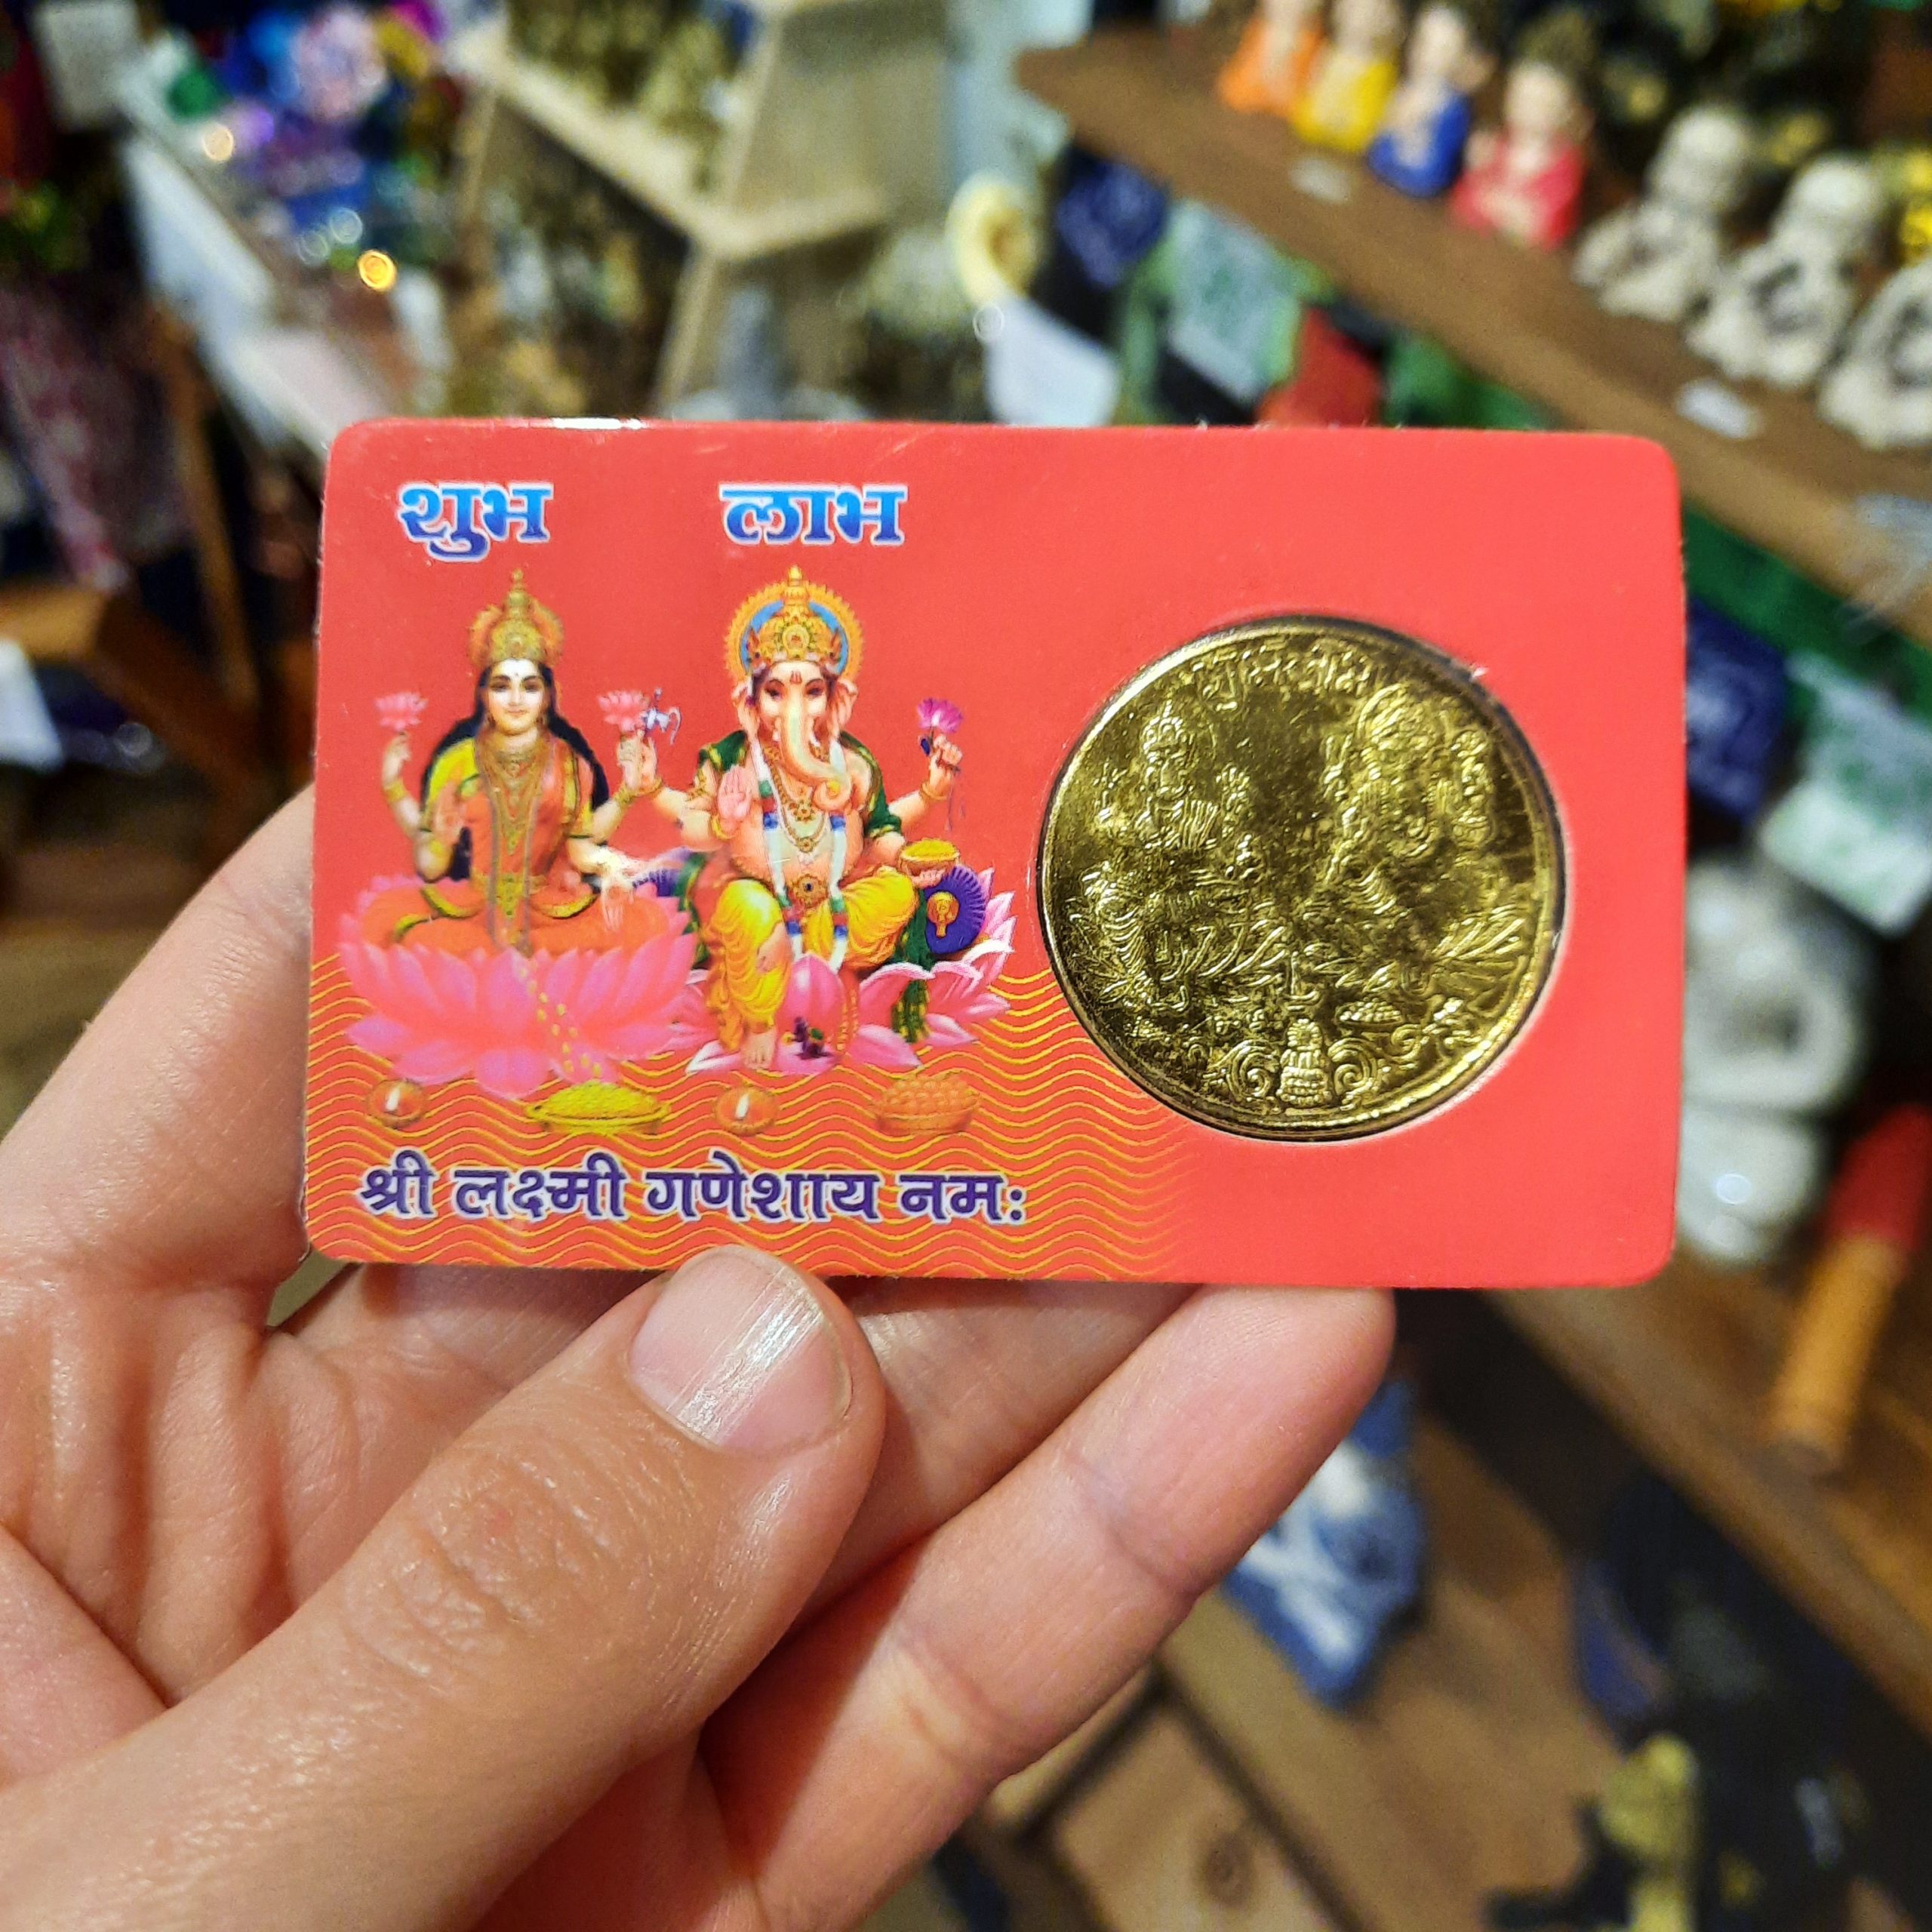 शुभ लाभ
श्री लक्ष्मी गणेशाय नमः
शुभ लाभ